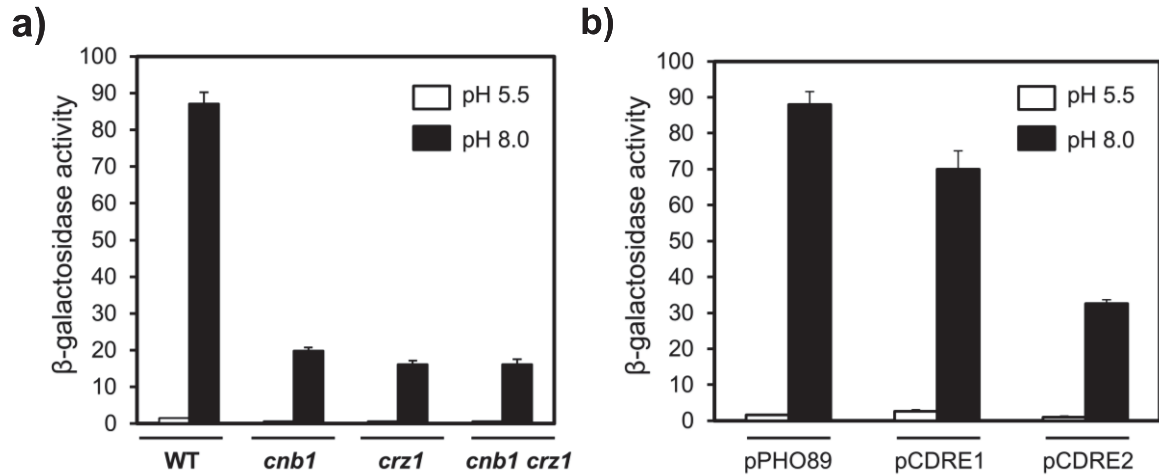 a)
β-galactosidase activity
100
90
80
70
60
50
40
30
20
10
0
pH 5.5
pH 8.0
WT
cnb1
crz1
cnb1 crz1
b)
β-galactosidase activity
100
90
80
70
60
50
40
30
20
10
0
pH 5.5
pH 8.0
pPHO89
pCDRE1
pCDRE2